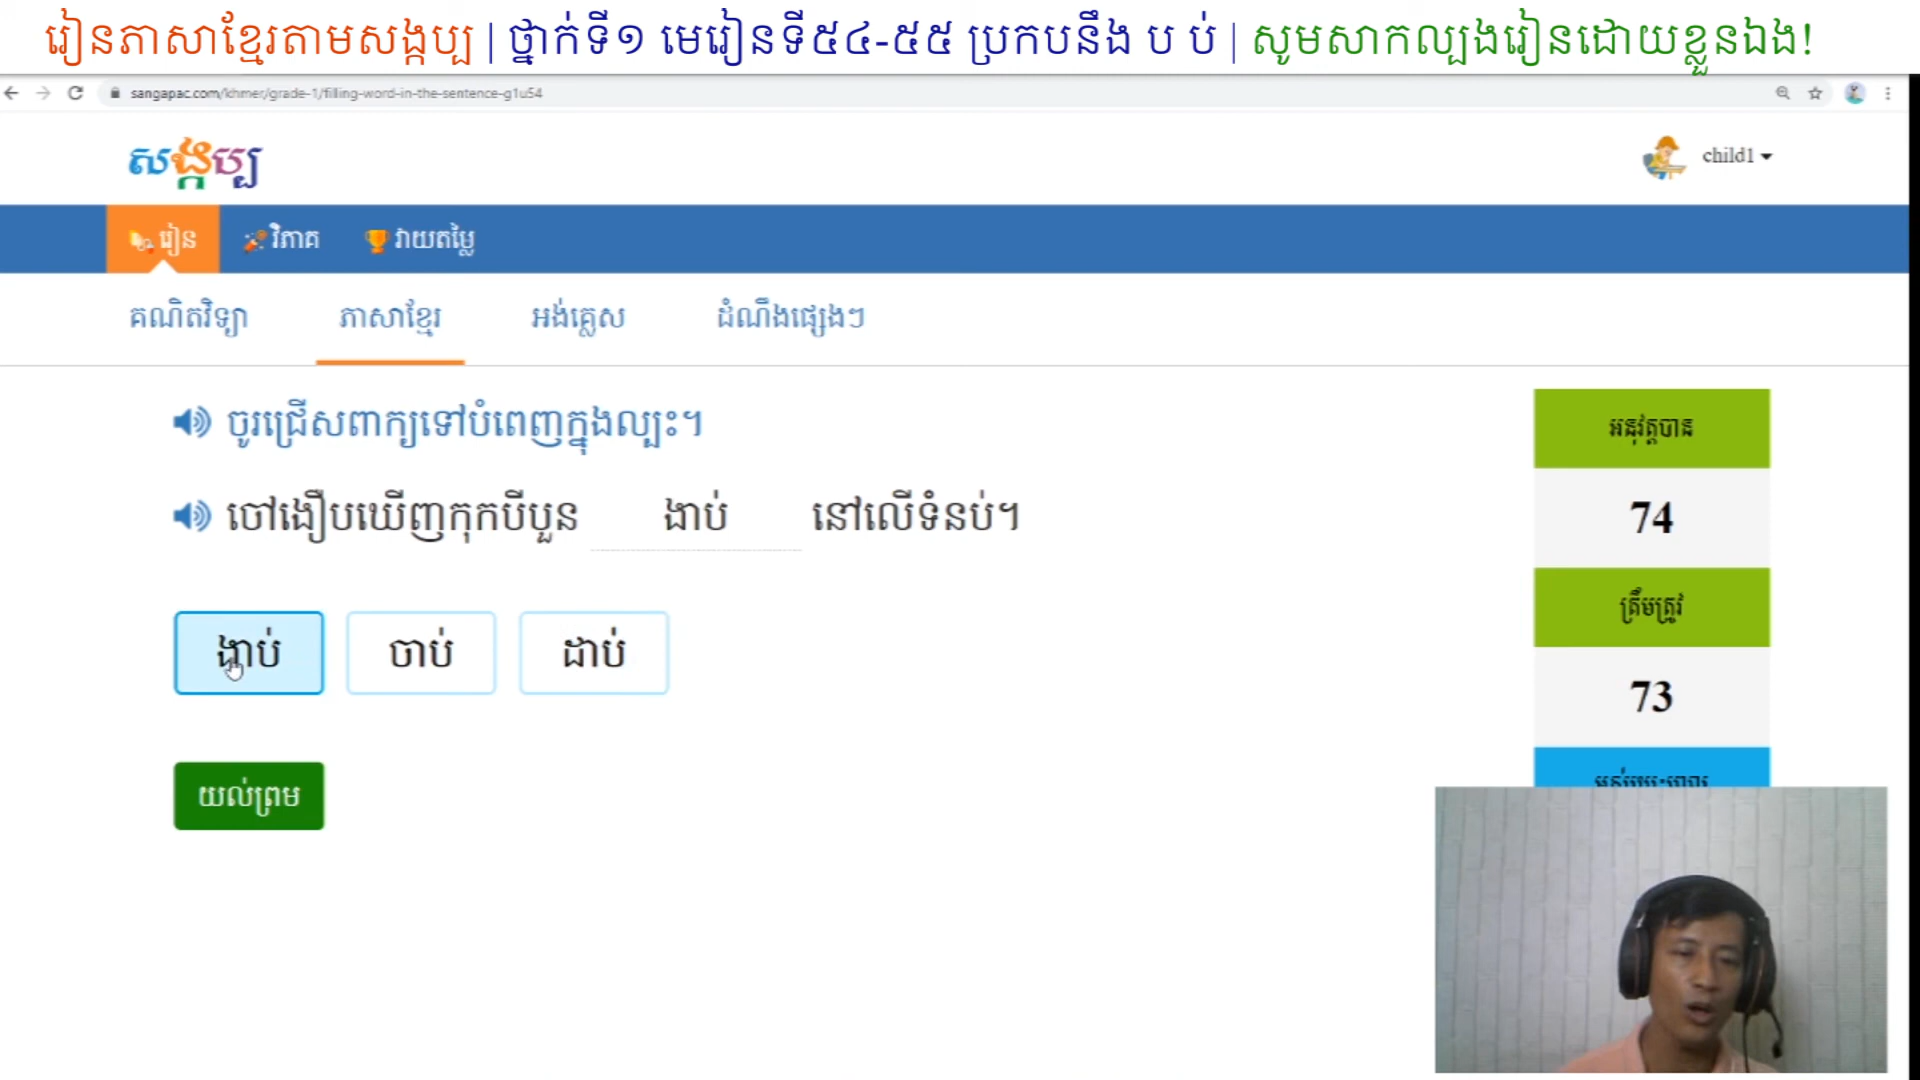 រៀនភាសាខ្មែរតាមសង្កប្ប | ថ្នាក់ទី១ មេរៀនទី៥៤-៥៥ ប្រកបនឹង ប ប់ | សូមសាកល្បងរៀនដោយខ្លួនឯង!
sangapac.com/khmer/grade-1/filling-word-in-the-sentence-g1u54
សង្កប្ប
child1
រៀន វិភាគ វាយតម្លៃ
គណិតវិទ្យា ភាសាខ្មែរ អង់គ្លេស ដំណឹងផ្សេងៗ
ចូរជ្រើសពាក្យទៅបំពេញក្នុងល្បះ។
ចៅងឿបឃើញកុកបីបួន ងាប់ នៅលើទំនប់។
ងាប់ ចាប់ ដាប់
យល់ព្រម
អនុវត្តបាន
74
ត្រឹមត្រូវ
73